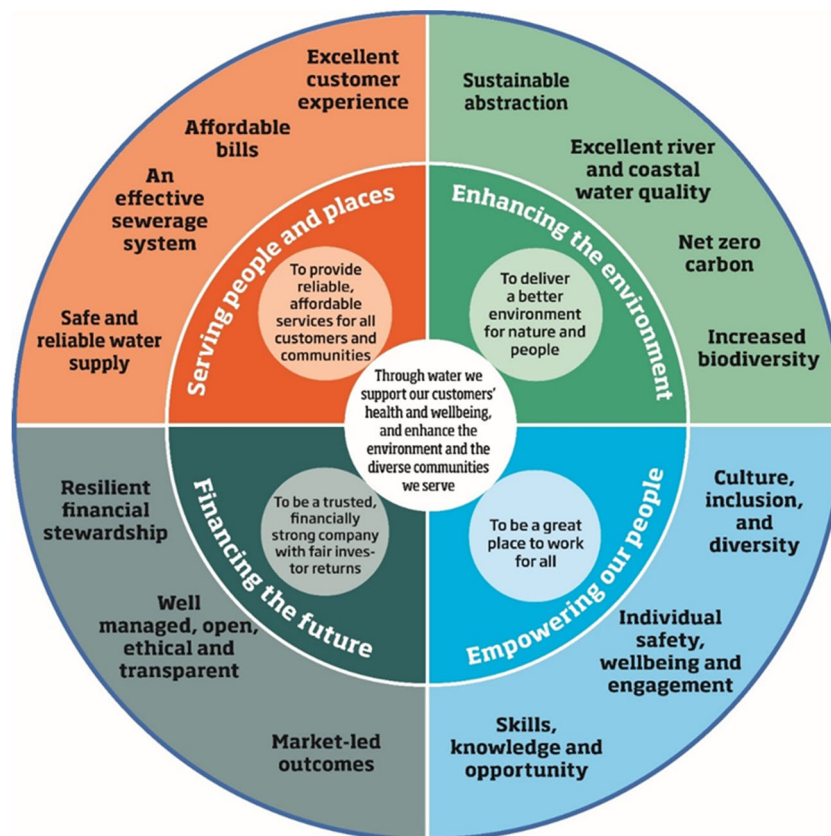 Excellent
customer
experience
Affordable
bills
An
effective
sewerage
system
Safe and
reliable water
supply
Serving people and places
To provide
reliable,
affordable
services for all
customers and
communities
Sustainable
abstraction
Excellent river
and coastal
water quality
Net zero
carbon
Increased
biodiversity
Enhancing the environment
To deliver
a better
environment
for nature and
people
Through water we
support our customers’
health and wellbeing,
and enhance the
environment and the
diverse communities
we serve
Resilient
financial
stewardship
Well
managed, open,
ethical and
transparent
Market-led
outcomes
Financing the future
To be a trusted,
financially
strong company
with fair inves-
tor returns
Culture,
inclusion,
and
diversity
Individual
safety,
wellbeing and
engagement
Skills,
knowledge and
opportunity
Empowering our people
To be a great
place to work
for all